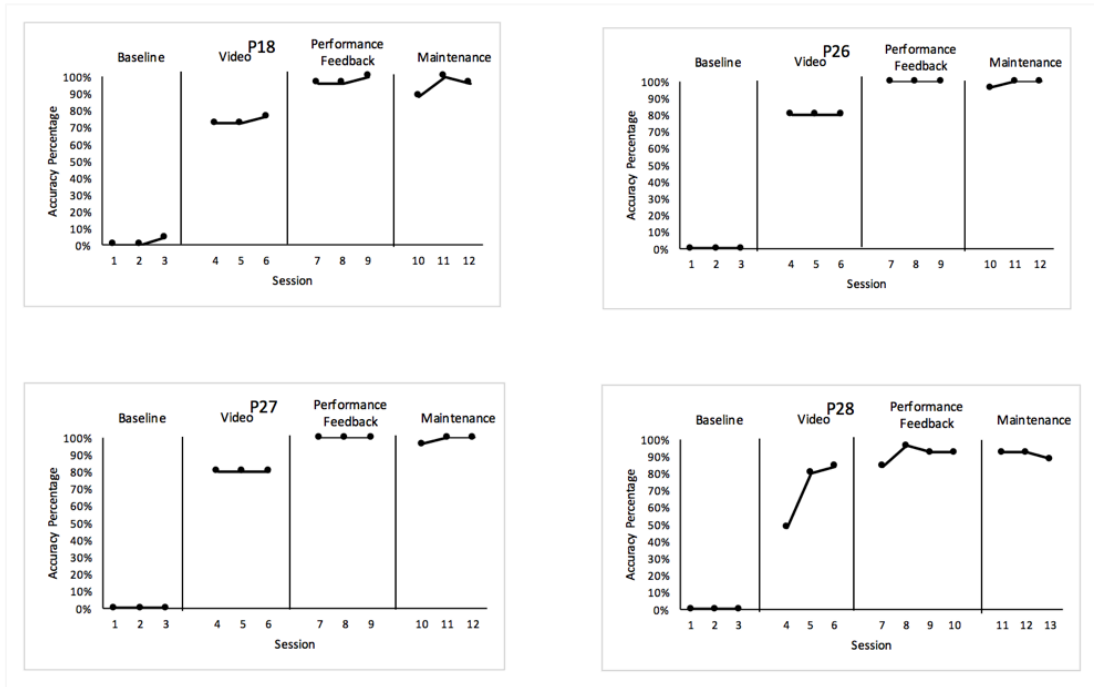 P18
Baseline Video Performance
Feedback Maintenance
100%
90%
80%
70%
60%
50%
40%
30%
20%
10%
0%
Accuracy Percentage
1 2 3 4 5 6 7 8 9 10 11 12
Session
P26
Baseline Video Performance
Feedback Maintenance
100%
90%
80%
70%
60%
50%
40%
30%
20%
10%
0%
Accuracy Percentage
1 2 3 4 5 6 7 8 9 10 11 12
Session
P27
Baseline Video Performance
Feedback Maintenance
100%
90%
80%
70%
60%
50%
40%
30%
20%
10%
0%
Accuracy Percentage
1 2 3 4 5 6 7 8 9 10 11 12
Session
P28
Baseline Video Performance
Feedback Maintenance
100%
90%
80%
70%
60%
50%
40%
30%
20%
10%
0%
Accuracy Percentage
1 2 3 4 5 6 7 8 9 10 11 12 13
Session